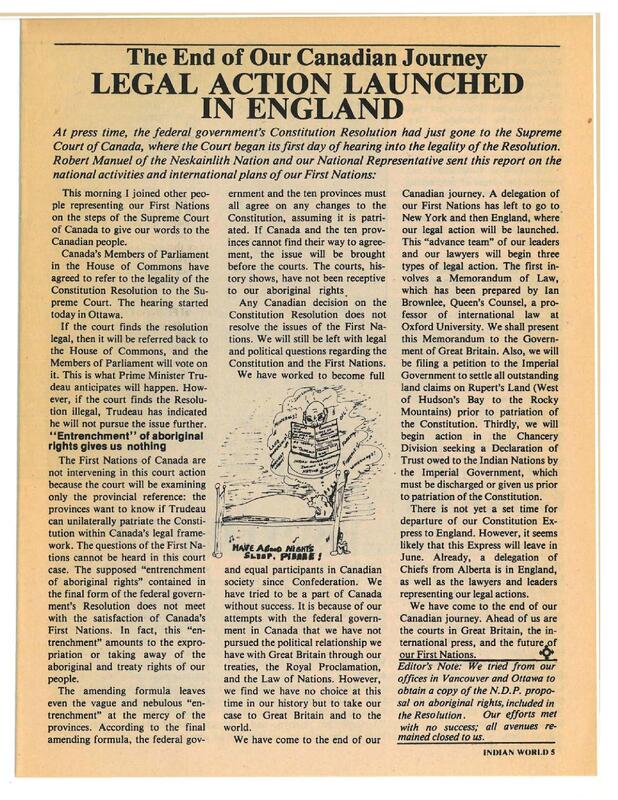 The End of Our Canadian Journey
LEGAL ACTION LAUNCHED
IN ENGLAND
At press time, the federal government's Constitution Resolution had just gone to the Supreme
Court of Canada, where the Court began its first day of hearing into the legality of the Resolution.
Robert Manuel of the Neskainlith Nation and our National Representative sent this report on the
national activities and international plans of our First Nations:
This morning I joined other peo-
ple representing our First Nations
on the steps of the Supreme Court
of Canada to give our words to the
Canadian people.
Canada's Members of Parliament
in the House of Commons have
agreed to refer to the legality of the
Constitution Resolution to the Su-
preme Court. The hearing started
today in Ottawa.
If the court finds the resolution
legal, then it will be referred back to
the House of Commons, and the
Members of Parliament will vote on
it. This is what Prime Minister Tru-
deau anticipates will happen. How-
ever, if the court finds the Resolu-
tion illegal, Trudeau has indicated
he will not pursue the issue further.
"Entrenchment" of aboriginal
rights gives us nothing
The First Nations of Canada are
not intervening in this court action
because the court will be examining
only the provincial reference: the
provinces want to know if Trudeau
can unilaterally patriate the Consti-
tution within Canada's legal frame-
work. The questions of the First Na-
tions cannot be heard in this court
case. The supposed "entrenchment
of aboriginal rights" contained in
the final form of the federal govern-
ment's Resolution does not meet
with the satisfaction of Canada's
First Nations. In fact, this "en-
trenchment" amounts to the expro-
priation or taking away of the
aboriginal and treaty rights of our
people.
The amending formula leaves
even the vague and nebulous "en-
trenchment" at the mercy of the
provinces. According to the final
amending formula, the federal gov-
ernment and the ten provinces must
all agree on any changes to the
Constitution, assuming it is patri-
ated. If Canada and the ten provin-
inces cannot find their way to agree-
ment, the issue will be brought
before the courts. The courts, his-
tory shows, have not been receptive
to our aboriginal rights
Any Canadian decision on the
Constitution Resolution does not
resolve the issues of the First Na-
tions. We will still be left with legal
and political questions regarding the
Constitution and the First Nations.
We have worked to become full
HAVE A GOOD NIGHTS
SLEEP, PIERRE!
and equal participants in Canadian
society since Confederation. We
have tried to be a part of Canada
without success. It is because of our
attempts with the federal govern-
ment in Canada that we have not
pursued the political relationship we
have with Great Britain through our
treaties, the Royal Proclamation,
and the Law of Nations. However,
we find we have no choice at this
time in our history but to take our
case to Great Britain and to the
world.
We have come to the end of our
Canadian journey. A delegation of
our First Nations has left to go to
New York and then England, where
our legal action will be launched.
This "advance team" of our leaders
and our lawyers will begin three
types of legal action. The first in-
volves a Memorandum of Law,
which has been prepared by Ian
Brownlee, Queen's Counsel, a pro-
fessor of international law at
Oxford University. We shall present
this Memorandum to the Govern-
ment of Great Britain. Also, we will
be filing a petition to the Imperial
Government to settle all outstanding
land claims on Rupert's Land (West
of Hudson's Bay to the Rocky
Mountains) prior to patriation of
the Constitution. Thirdly, we will
begin action in the Chancery
Division seeking a Declaration of
Trust owed to the Indian Nations by
the Imperial Government, which
must be discharged or given us prior
to patriation of the Constitution.
There is not yet a set time for
departure of our Constitution Ex-
press to England. However, it seems
likely that this Express will leave in
June. Already, a delegation of
Chiefs from Alberta is in England,
as well as the lawyers and leaders
representing our legal actions.
We have come to the end of our
Canadian journey. Ahead of us are
the courts in Great Britain, the in-
ternational press, and the future of
our First Nations.
Editor's Note: We tried from our
offices in Vancouver and Ottawa to
obtain a copy of the N.D.P. propo-
sal on aboriginal rights, included in
the Resolution. Our efforts met
with no success; all avenues re-
mained closed to us.
INDIAN WORLD 5